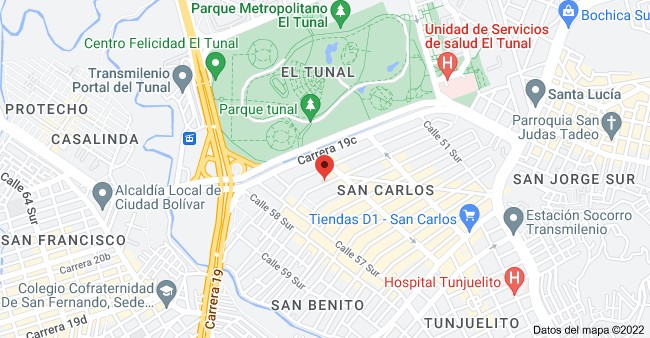 Parque Metropolitano
El Tunal
Bochica Sur
Unidad de Servicios
de salud El Tunal
Centro Felicidad El Tunal
EL TUNAL
Transmilenio
Portal del Tunal
Santa Lucía
PROTECHO
Parque tunal
Parroquia San
Judas Tadeo
CASALINDA
Carrera 19c
Calle 51 Sur
SAN JORGE SUR
Calle 64 Sur
Alcaldía Local de
Ciudad Bolívar
SAN CARLOS
Tiendas D1 - San Carlos
Estación Socorro
Transmilenio
Calle 58 Sur
SAN FRANCISCO
Calle 57 Sur
Carrera 20b
Calle 59 Sur
Carrera 19
Hospital Tunjuelito
Colegio Cofraternidad
De San Fernando, Sede...
SAN BENITO
Carrera 19d
TUNJUELITO
Datos del mapa ©2022